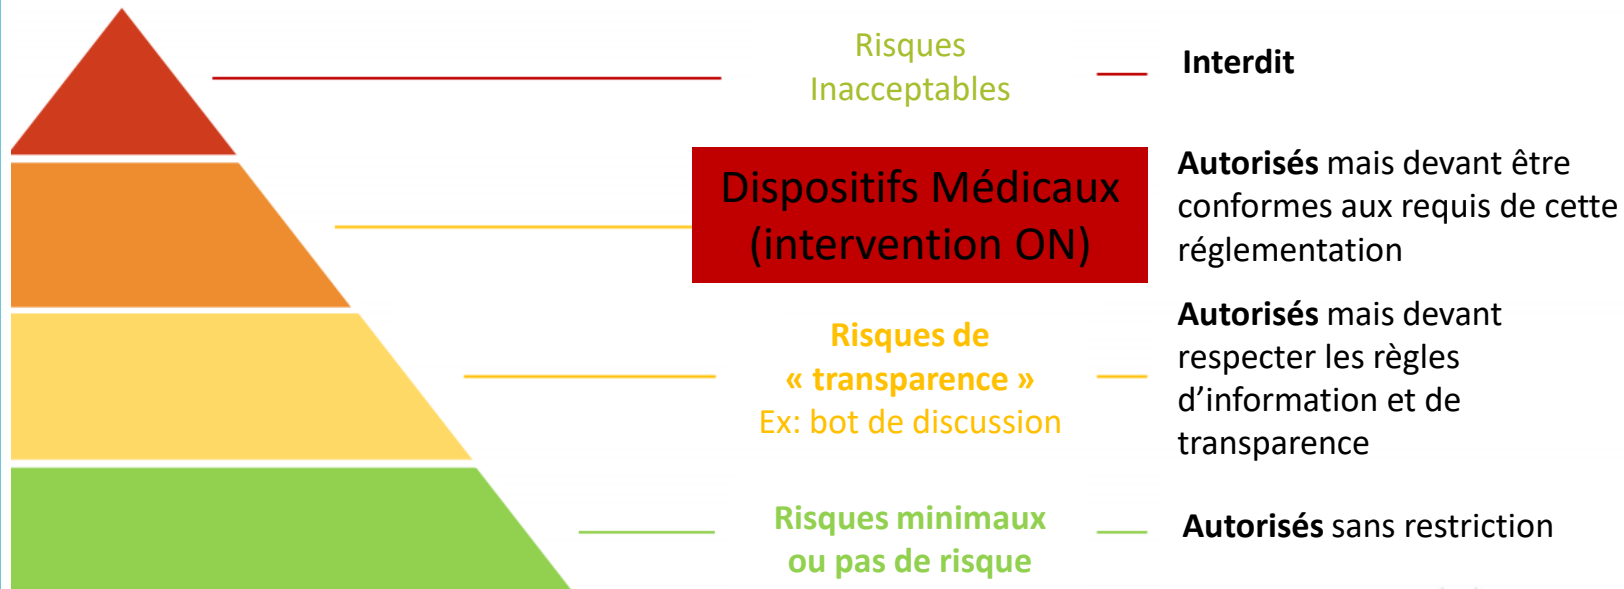 Risques
Inacceptables
Interdit
Dispositifs Médicaux
(intervention ON)
Autorisés mais devant être
conformes aux requis de cette
réglementation
Risques de
« transparence »
Ex: bot de discussion
Autorisés mais devant
respecter les règles
d’information et de
transparence
Risques minimaux
ou pas de risque
Autorisés sans restriction